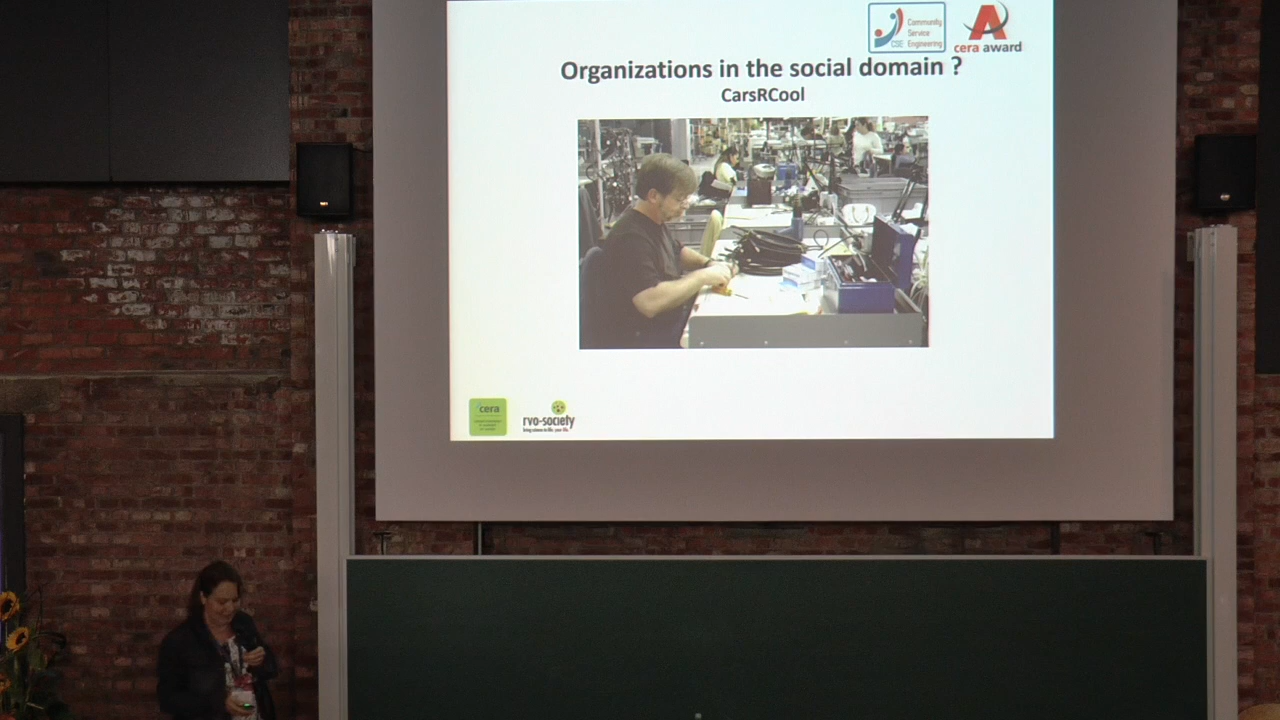 Community
Service
CSE Engineering
cera award
Organizations in the social domain ?
CarsRCool
cera
rvo-society